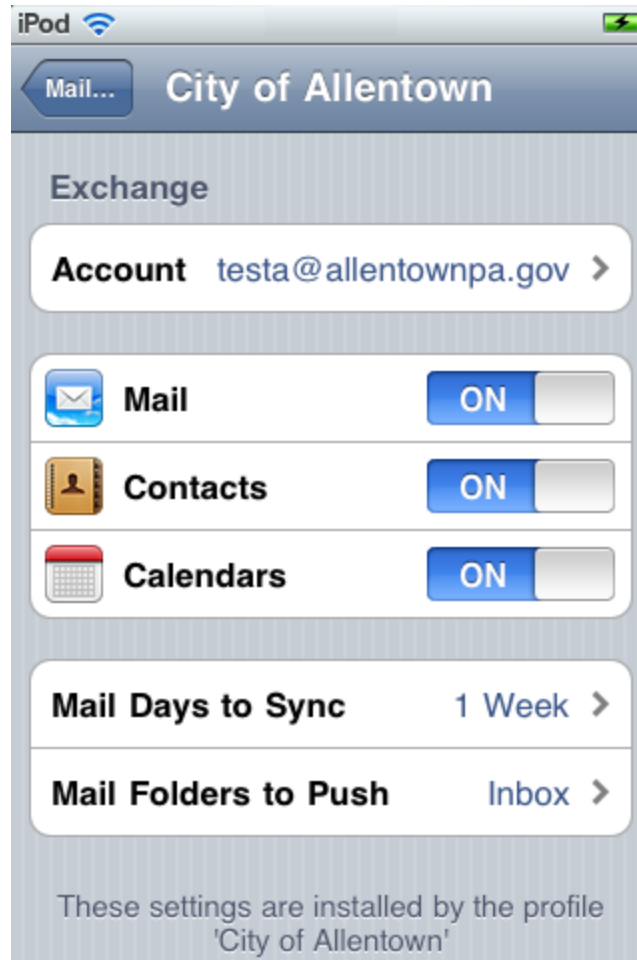 iPod
Mail... City of Allentown
Exchange
Account testa@allentownpa.gov
Mail ON
Contacts ON
Calendars ON
Mail Days to Sync 1 Week
Mail Folders to Push Inbox
These settings are installed by the profile
'City of Allentown'